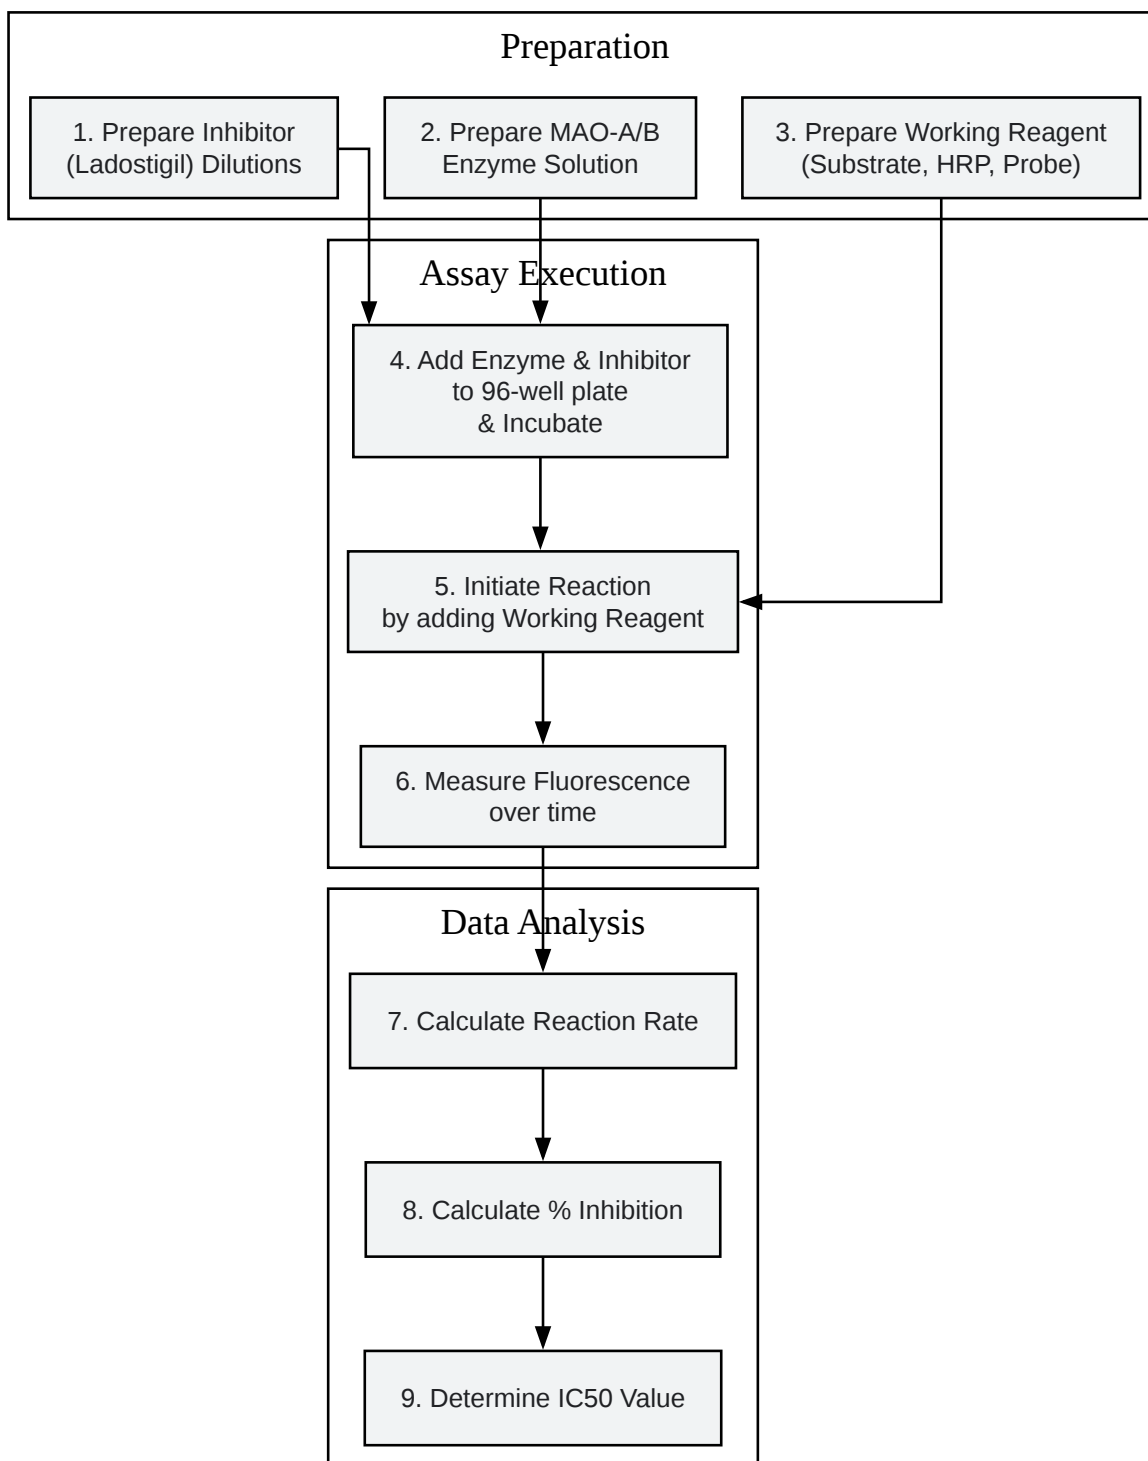 Preparation
1. Prepare Inhibitor
(Ladostigil) Dilutions
2. Prepare MAO-A/B
Enzyme Solution
3. Prepare Working Reagent
(Substrate, HRP, Probe)
Assay Execution
4. Add Enzyme & Inhibitor
to 96-well plate
& Incubate
5. Initiate Reaction
by adding Working Reagent
6. Measure Fluorescence
over time
Data Analysis
7. Calculate Reaction Rate
8. Calculate % Inhibition
9. Determine IC50 Value